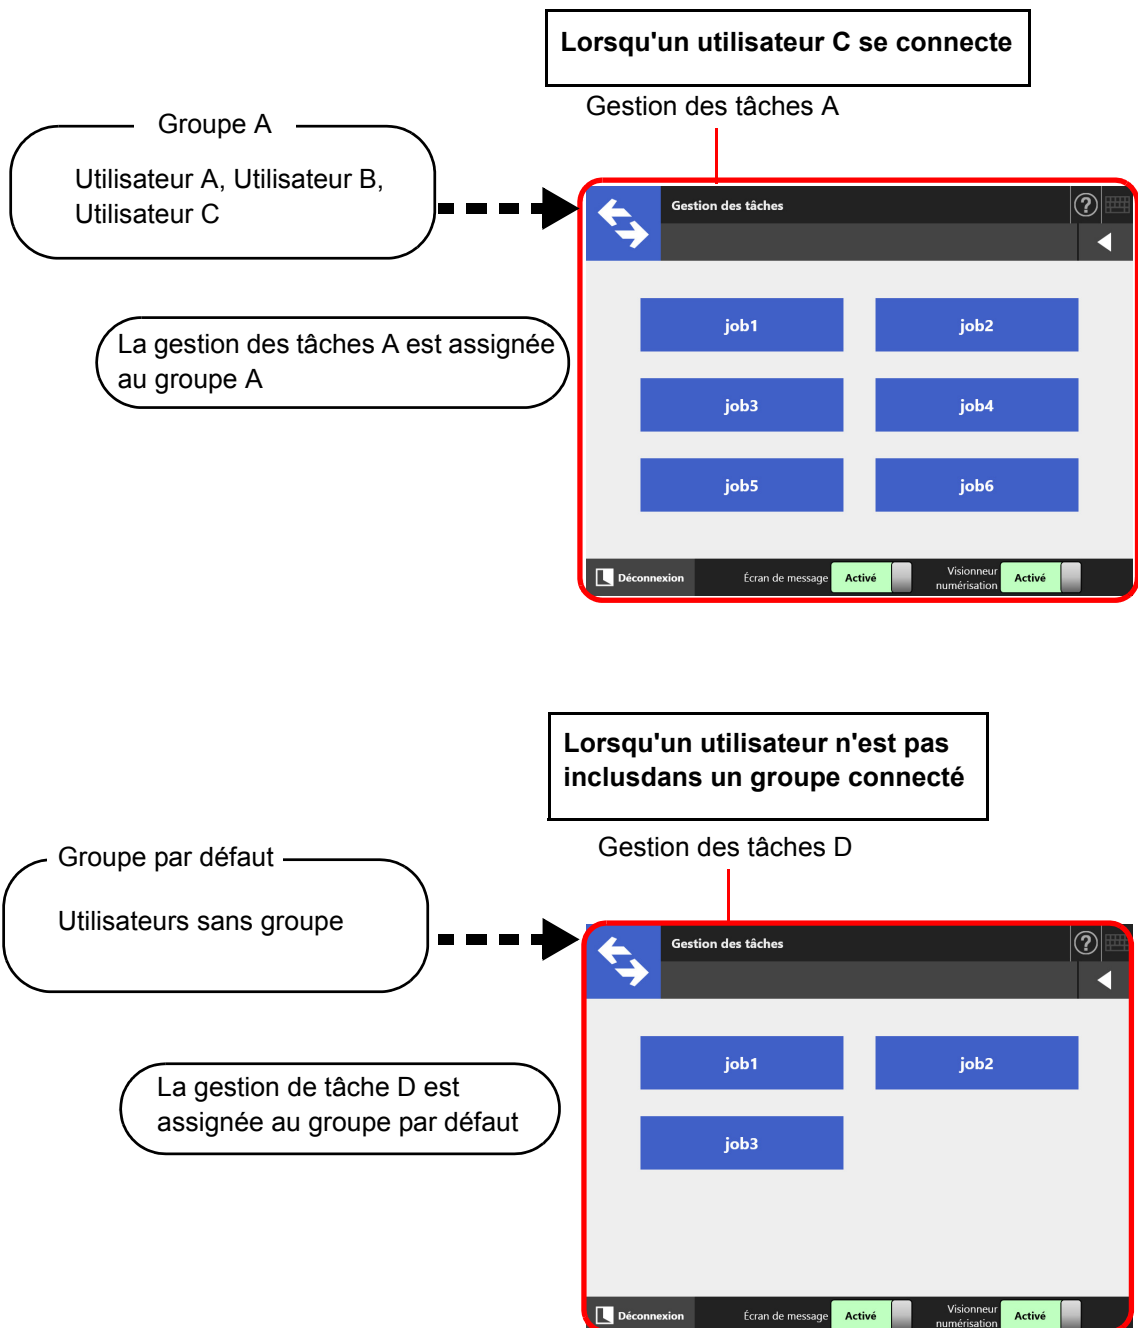 Lorsqu'un utilisateur C se connecte
Gestion des tâches A
Groupe A
Utilisateur A, Utilisateur B,
Utilisateur C
Gestion des tâches
?
La gestion des tâches A est assignée
au groupe A
job1
job2
job3
job4
job5
job6
Déconnexion
Écran de message
Activé
Visionneur
numérisation
Activé
Lorsqu'un utilisateur n'est pas
inclusdans un groupe connecté
Gestion des tâches D
Groupe par défaut
Utilisateurs sans groupe
Gestion des tâches
?
La gestion de tâche D est
assignée au groupe par défaut
job1
job2
job3
Déconnexion
Écran de message
Activé
Visionneur
numérisation
Activé